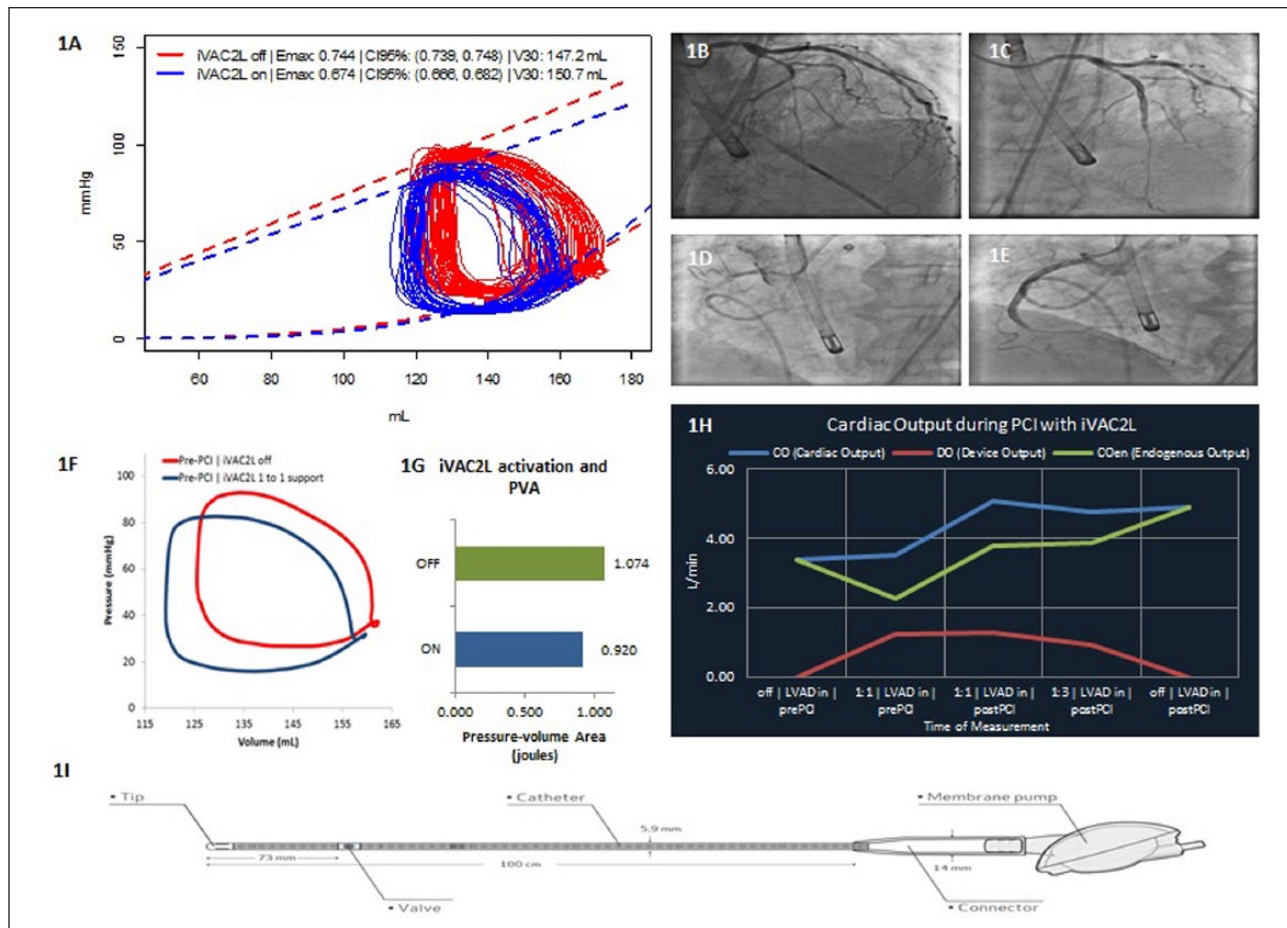 1A
150
100
50
0
mmHg
iVAC2L off | Emax: 0.744 | CI95%: (0.739, 0.748) | V30: 147.2 mL
iVAC2L on | Emax: 0.674 | CI95%: (0.666, 0.682) | V30: 150.7 mL
60 80 100 120 140 160 180
mL
1B
1C
1D
1E
1F
Pre-PCI | iVAC2L off
Pre-PCI | iVAC2L 1 to 1 support
100
80
60
40
20
0
Pressure (mmHg)
115 125 135 145 155 165
Volume (mL)
1G iVAC2L activation and
PVA
OFF 1.074
ON 0.920
0.000 0.500 1.000
Pressure-volume Area
(joules)
1H
Cardiac Output during PCI with iVAC2L
CO (Cardiac Output) DO (Device Output) COen (Endogenous Output)
6.00
4.00
2.00
0.00
L/min
off | LVAD in | 1:1 | LVAD in | 1:1 | LVAD in | 1:3 | LVAD in | off | LVAD in |
prePCI prePCI postPCI postPCI postPCI
Time of Measurement
1I
▪ Tip ▪ Catheter ▪ Membrane pump
5.9 mm
73 mm
100 cm
14 mm
▪ Valve ▪ Connector